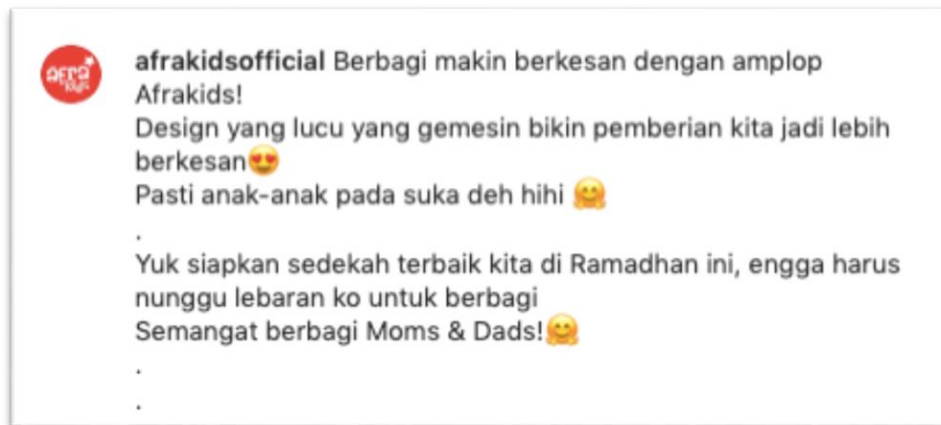 AFRa
kids
afrakidsofficial Berbagi makin berkesan dengan amplop
Afrakids!
Design yang lucu yang gemesin bikin pemberian kita jadi lebih
berkesan😍
Pasti anak-anak pada suka deh hihi 🤗
.
Yuk siapkan sedekah terbaik kita di Ramadhan ini, engga harus
nunggu lebaran ko untuk berbagi
Semangat berbagi Moms & Dads!🤗
.
.